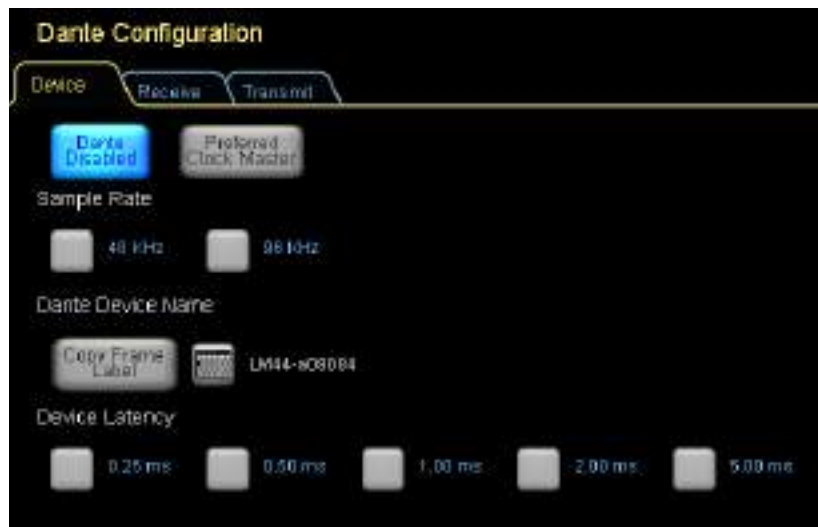 Dante Configuration
Device Receive Transmit
Dante
Disabled
Preferred
Clock Master
Sample Rate
48 KHz 96 KHz
Dante Device Name
Copy Frame
Label
LM44-a08084
Device Latency
0.25 ms 0.50 ms 1.00 ms 2.00 ms 5.00 ms